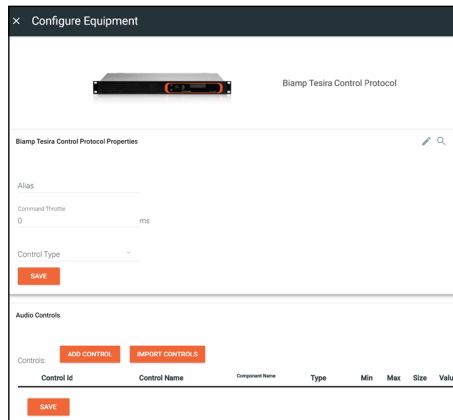 × Configure Equipment
Biamp Tesira Control Protocol
Biamp Tesira Control Protocol Properties
Alias
Command Throttle
0 ms
Control Type
SAVE
Audio Controls
Controls: ADD CONTROL IMPORT CONTROLS
Control Id Control Name Component Name Type Min Max Size Valu
SAVE